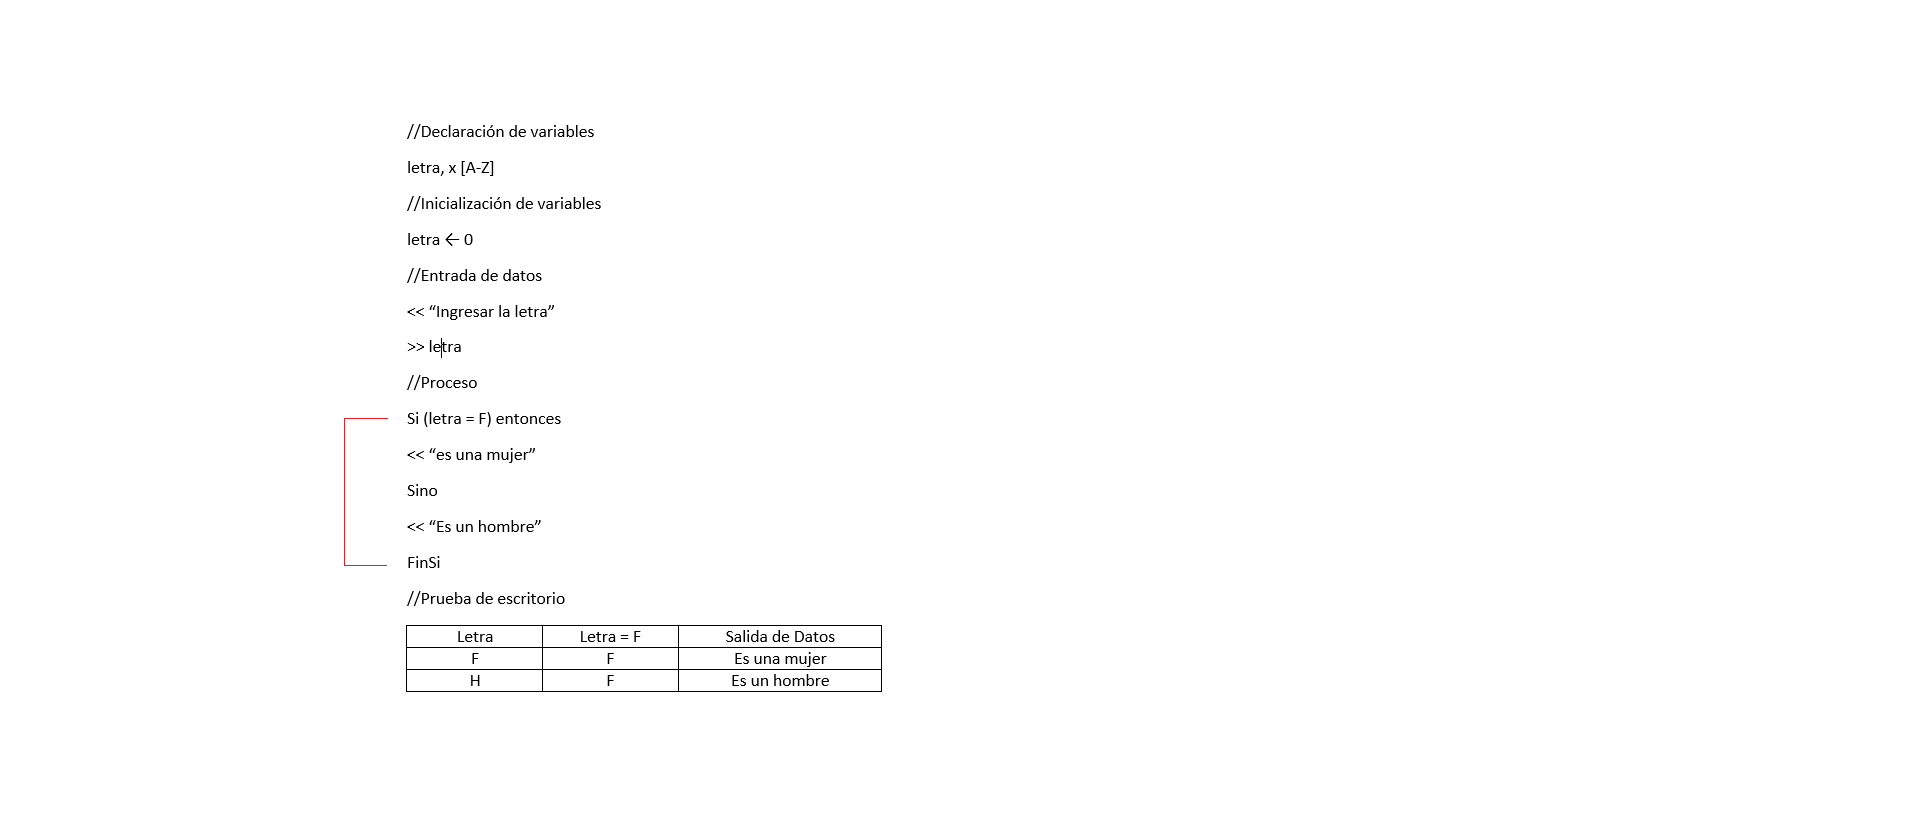 //Declaración de variables
letra, x [A-Z]
//Inicialización de variables
letra ← 0
//Entrada de datos
<< “Ingresar la letra”
>> letra
//Proceso
Si (letra = F) entonces
<< “es una mujer”
Sino
<< “Es un hombre”
FinSi
//Prueba de escritorio
Letra Letra = F Salida de Datos
F F Es una mujer
H F Es un hombre